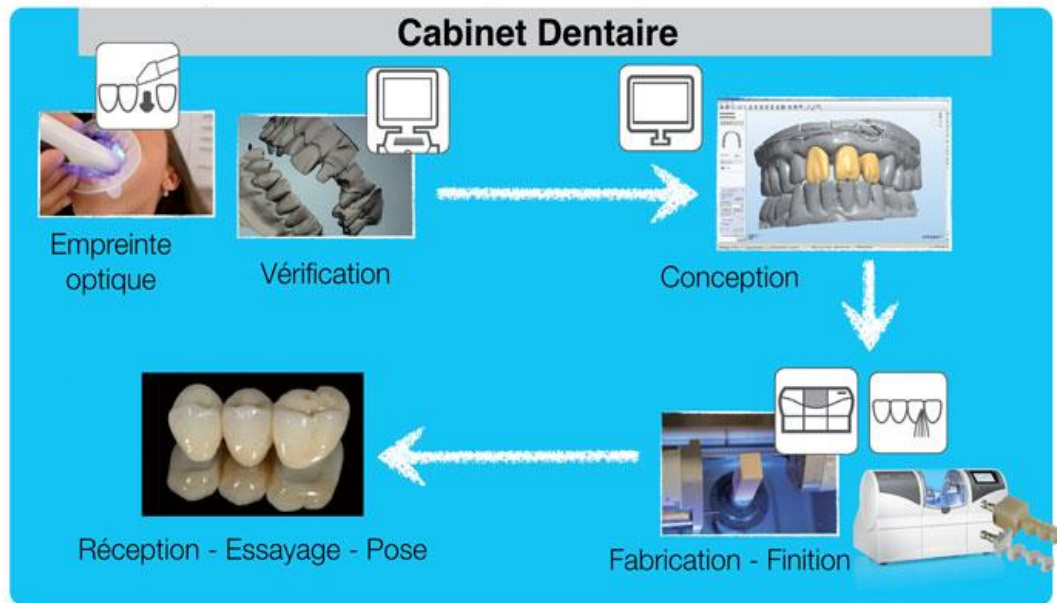 Cabinet Dentaire
Empreinte
optique
Vérification
Conception
Réception - Essayage - Pose
Fabrication - Finition